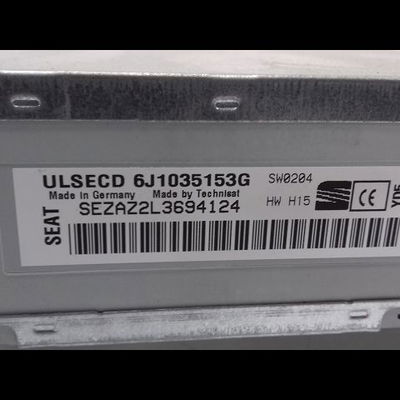 ULSECD 6J1035153G SW0204
Made in Germany Made by Technisat HW H15
SEAT
SEZAZ2L3694124
CE